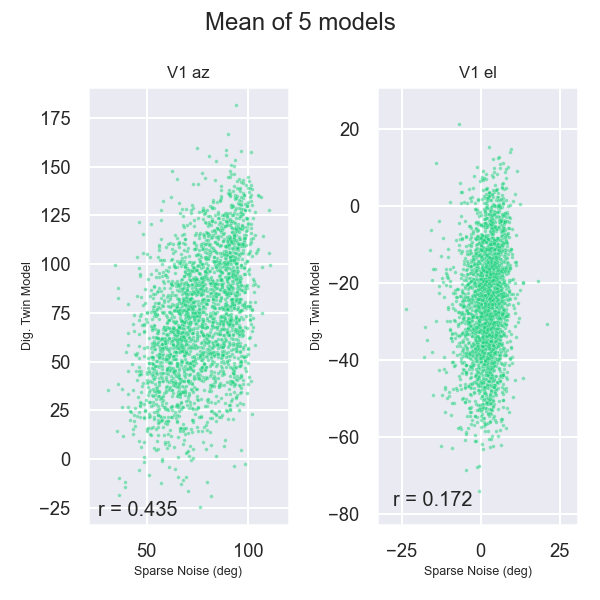 Mean of 5 models
V1 az
V1 el
175
150
125
100
75
50
25
0
−25
Dig. Twin Model
r = 0.435
50
100
Sparse Noise (deg)
20
0
−20
−40
−60
−80
Dig. Twin Model
r = 0.172
−25
0
25
Sparse Noise (deg)